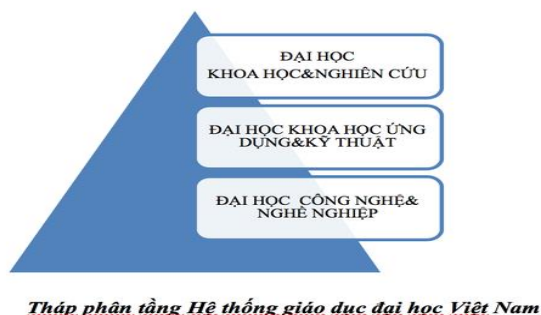 ĐẠI HỌC
KHOA HỌC&NGHIÊN CỨU
ĐẠI HỌC KHOA HỌC ỨNG
DỤNG&KỸ THUẬT
ĐẠI HỌC CÔNG NGHỆ&
NGHỀ NGHIỆP
Tháp phân tầng Hệ thống giáo dục đại học Việt Nam